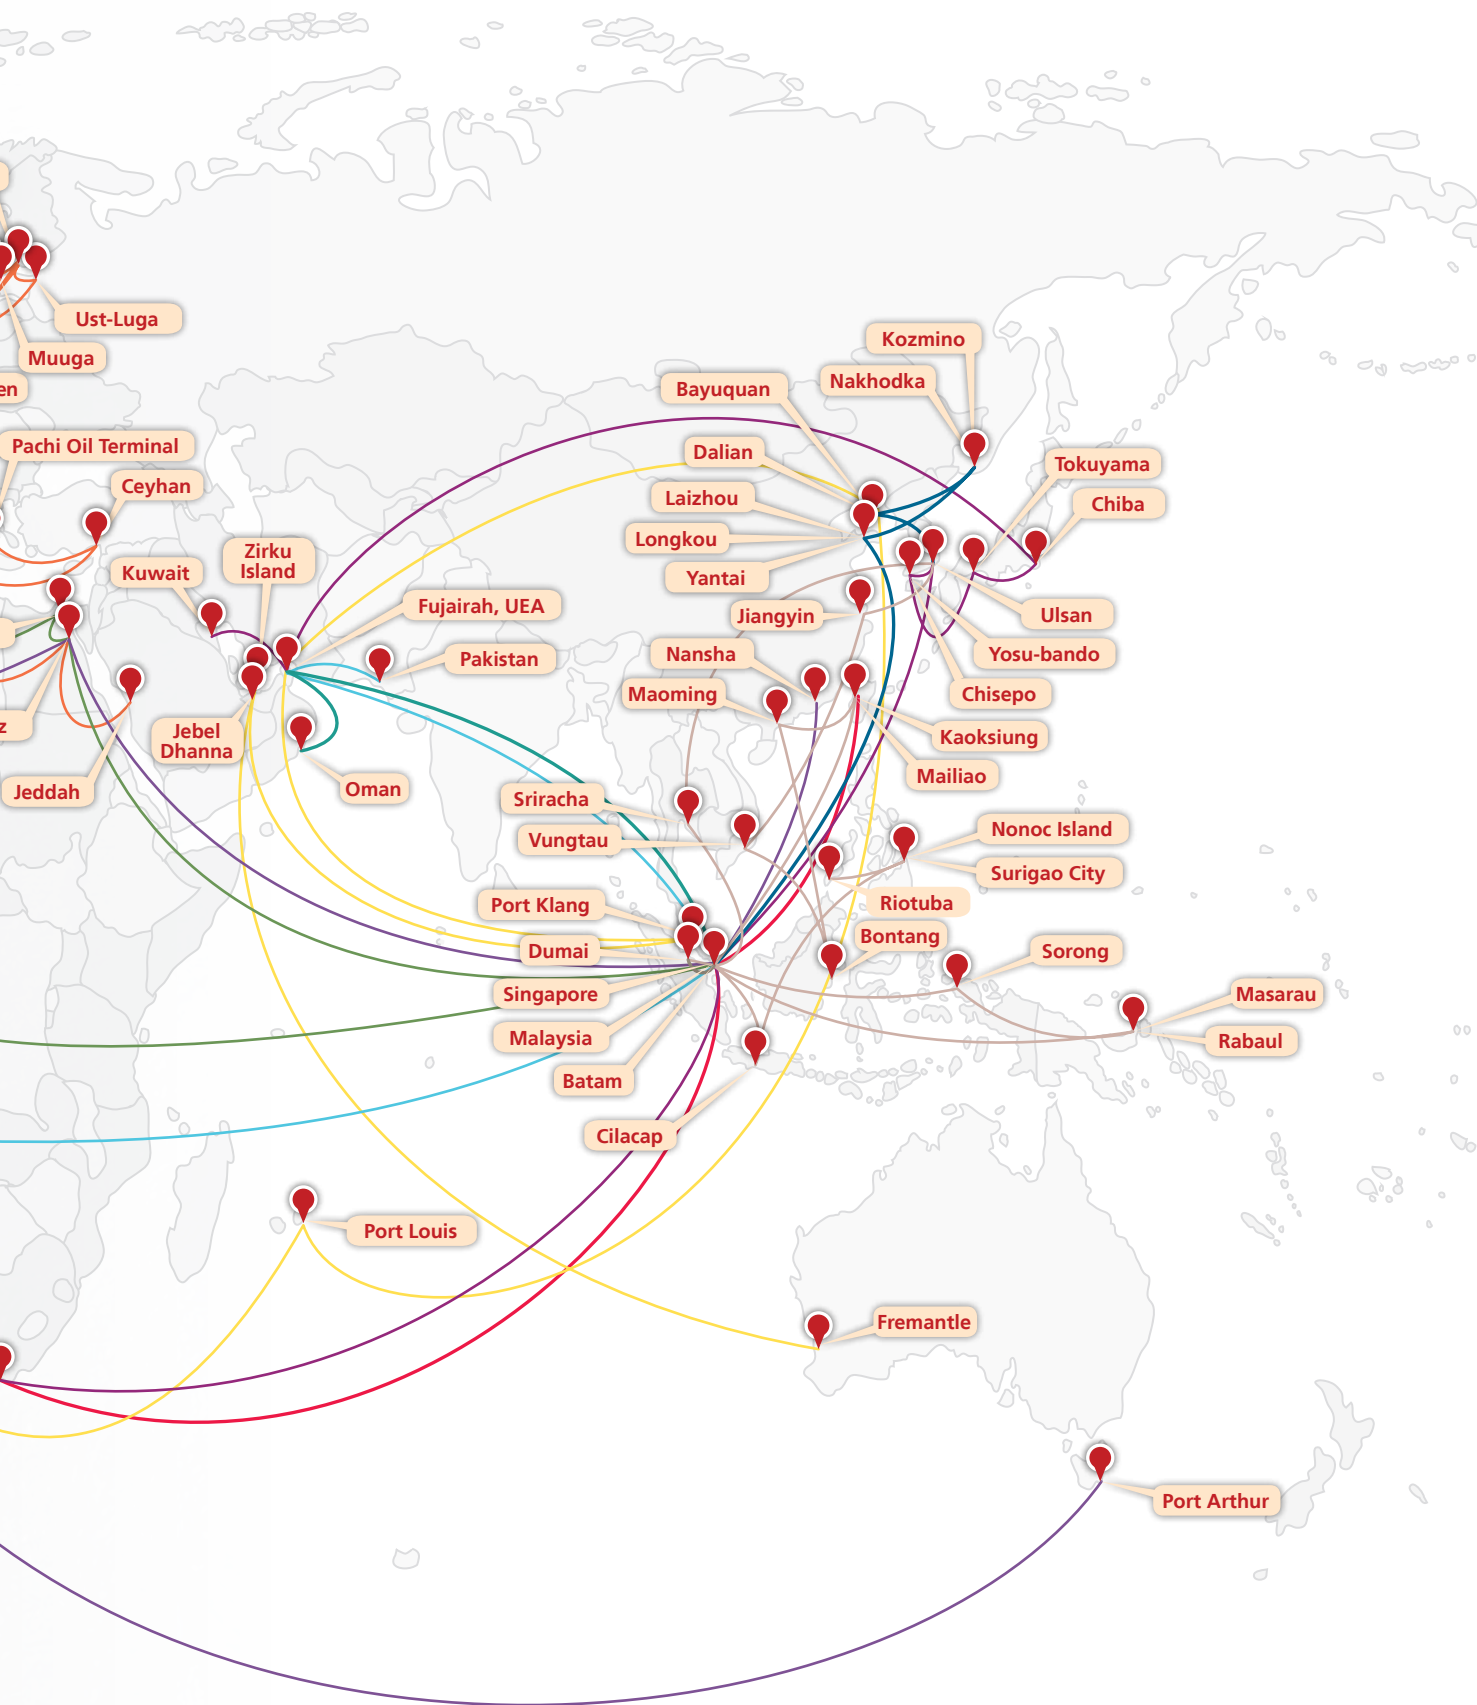 Ust-Luga
Kozmino
Muuga
Nakhodka
Bayuquan
en
Pachi Oil Terminal
Dalian
Tokuyama
Ceyhan
Laizhou
Chiba
Longkou
Zirku
Island
Kuwait
Yantai
Fujairah, UEA
Jiangyin
Ulsan
Nansha
Yosu-bando
Pakistan
Maoming
Chisepo
z
Jebel
Dhanna
Kaoksiung
Mailiao
Jeddah
Oman
Sriracha
Nonoc Island
Vungtau
Surigao City
Port Klang
Riotuba
Bontang
Dumai
Sorong
Singapore
Masarau
Malaysia
Rabaul
Batam
Cilacap
Port Louis
Fremantle
Port Arthur